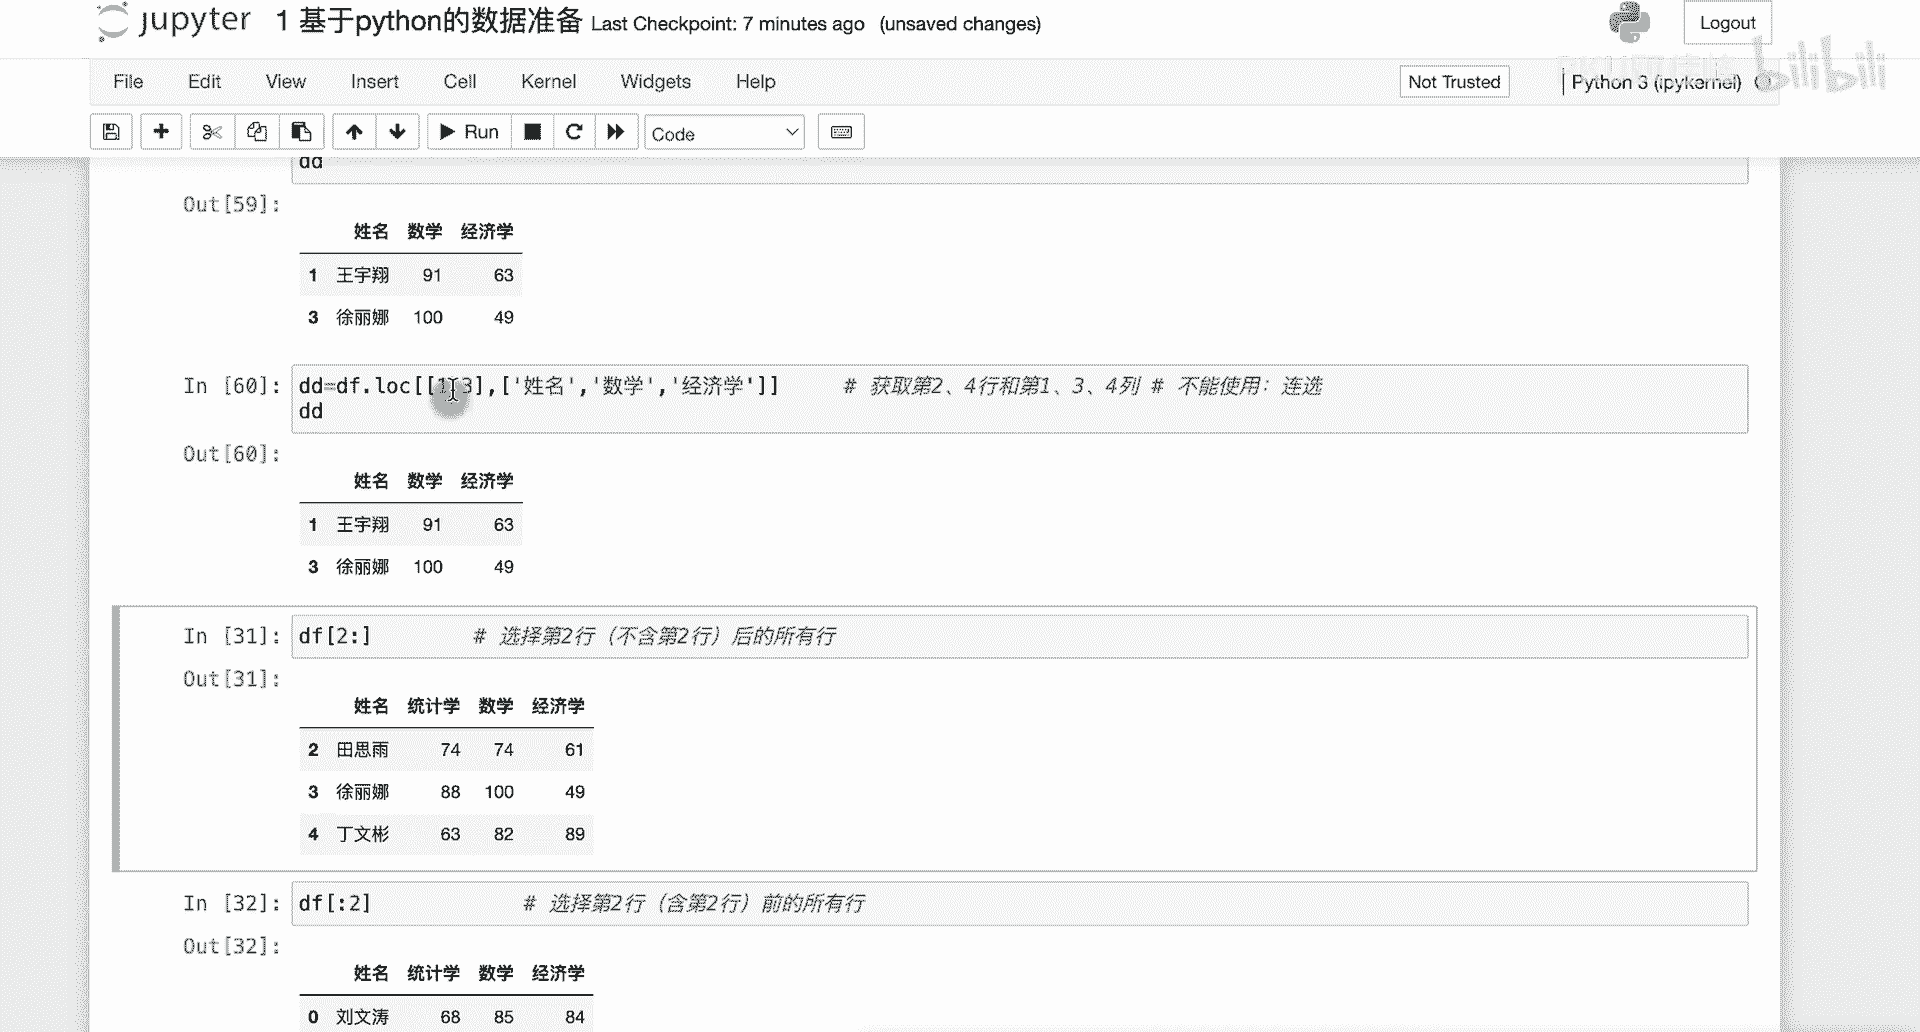 jupyter 1 基于python的数据准备 Last Checkpoint: 7 minutes ago (unsaved changes) Logout
File Edit View Insert Cell Kernel Widgets Help Not Trusted Python 3 (ipykernel) bilibili
Run Code
dd
Out[59]:
姓名 数学 经济学
1 王宇翔 91 63
3 徐丽娜 100 49
In [60]: dd=df.loc[[1,3],['姓名','数学','经济学']] # 获取第2、4行和第1、3、4列 # 不能使用：连选
dd
Out[60]:
姓名 数学 经济学
1 王宇翔 91 63
3 徐丽娜 100 49
In [31]: df[2:] # 选择第2行（不含第2行）后的所有行
Out[31]:
姓名 统计学 数学 经济学
2 田思雨 74 74 61
3 徐丽娜 88 100 49
4 丁文彬 63 82 89
In [32]: df[:2] # 选择第2行（含第2行）前的所有行
Out[32]:
姓名 统计学 数学 经济学
0 刘文涛 68 85 84